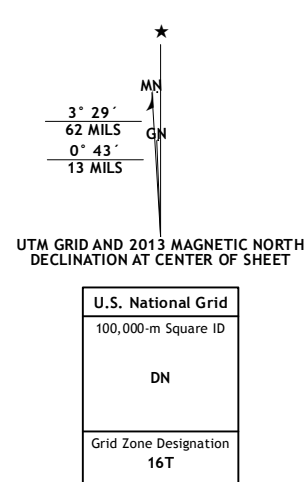 ★
MN
3° 29´
62 MILS
GN
0° 43´
13 MILS
UTM GRID AND 2013 MAGNETIC NORTH
DECLINATION AT CENTER OF SHEET
U.S. National Grid
100,000-m Square ID
DN
Grid Zone Designation
16T